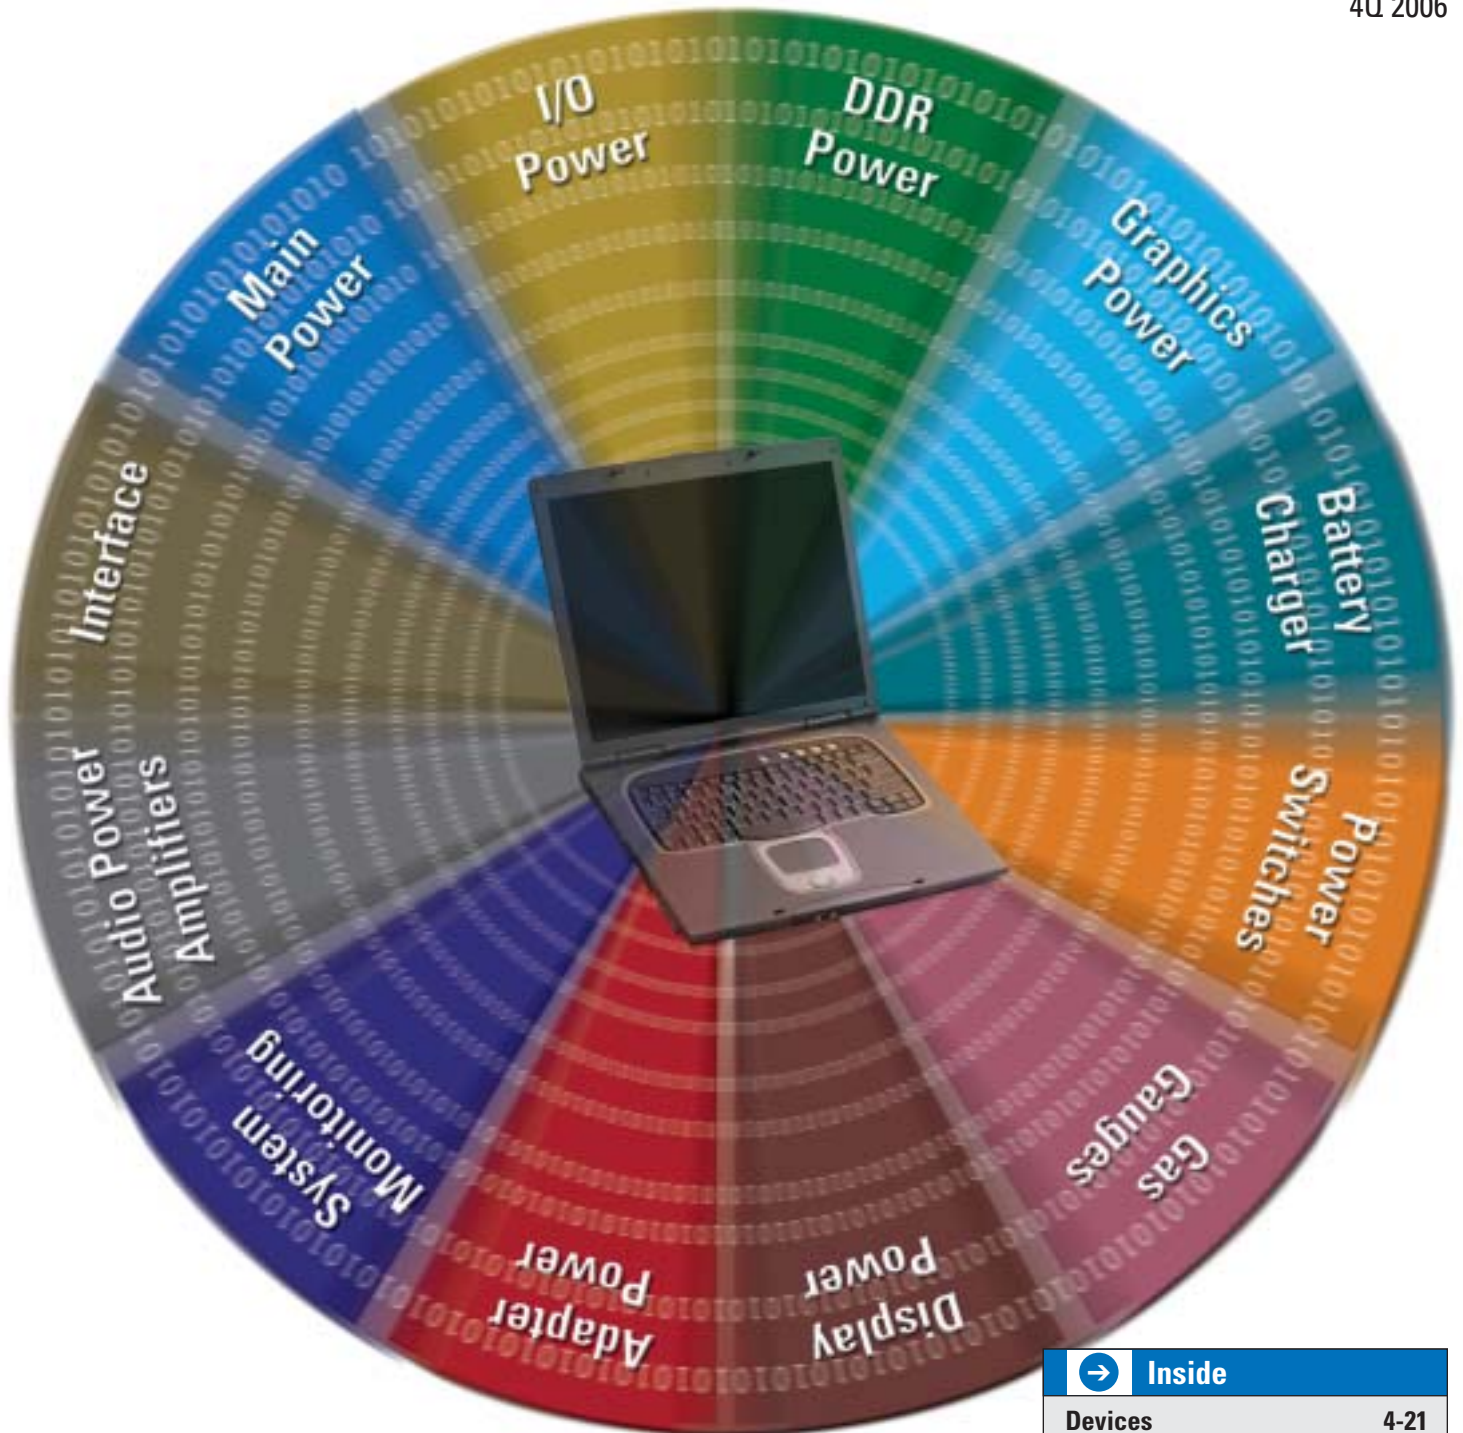 4Q 2006
I/O
Power
DDR
Power
Graphics
Power
Battery
Charger
Power
Switches
Gas
Gauges
Display
Power
Adapter
Power
System
Monitoring
Audio Power
Amplifiers
Interface
Main
Power
Inside
Devices 4-21